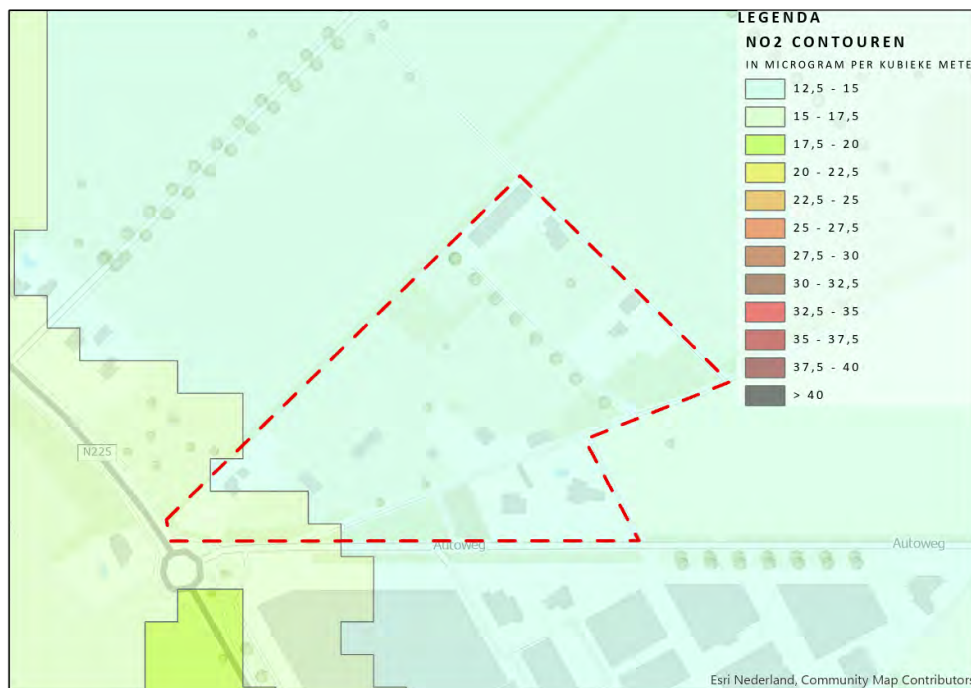 LEGENDA
NO2 CONTOUREN
IN MICROGRAM PER KUBIEKE METE
12,5 - 15
15 - 17,5
17,5 - 20
20 - 22,5
22,5 - 25
25 - 27,5
27,5 - 30
30 - 32,5
32,5 - 35
35 - 37,5
37,5 - 40
> 40
N225
Autoweg
Autoweg
Esri Nederland, Community Map Contributors